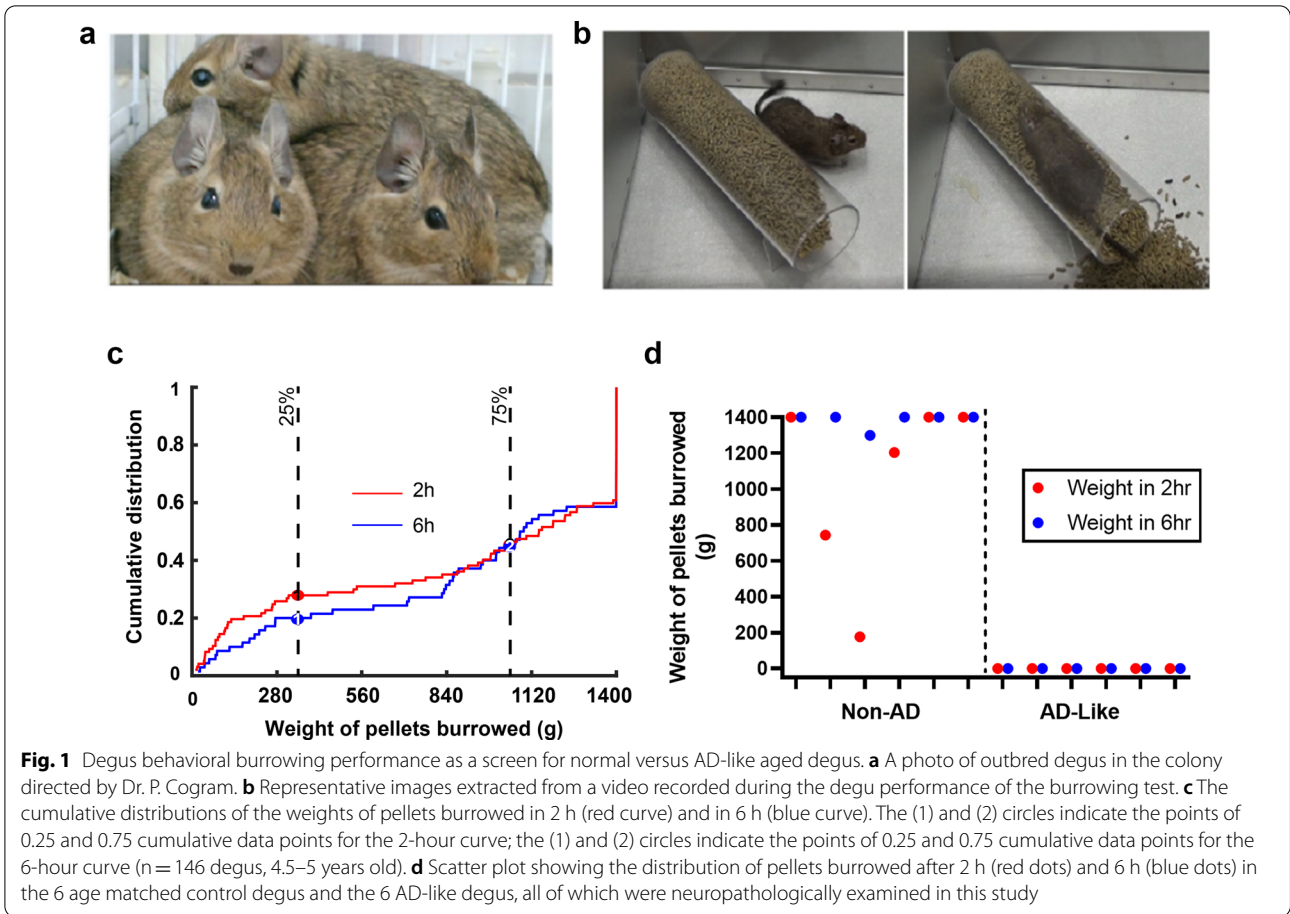 a
b
c
d
1
0.8
0.6
0.4
0.2
0
Cumulative distribution
25%
75%
2h
6h
0 280 560 840 1120 1400
Weight of pellets burrowed (g)
Weight of pellets burrowed
(g)
1400
1200
1000
800
600
400
200
0
Non-AD AD-Like
Weight in 2hr
Weight in 6hr
Fig. 1 Degus behavioral burrowing performance as a screen for normal versus AD-like aged degus. a A photo of outbred degus in the colony
directed by Dr. P. Cogram. b Representative images extracted from a video recorded during the degu performance of the burrowing test. c The
cumulative distributions of the weights of pellets burrowed in 2 h (red curve) and in 6 h (blue curve). The (1) and (2) circles indicate the points of
0.25 and 0.75 cumulative data points for the 2-hour curve; the (1) and (2) circles indicate the points of 0.25 and 0.75 cumulative data points for the
6-hour curve (n = 146 degus, 4.5–5 years old). d Scatter plot showing the distribution of pellets burrowed after 2 h (red dots) and 6 h (blue dots) in
the 6 age matched control degus and the 6 AD-like degus, all of which were neuropathologically examined in this study